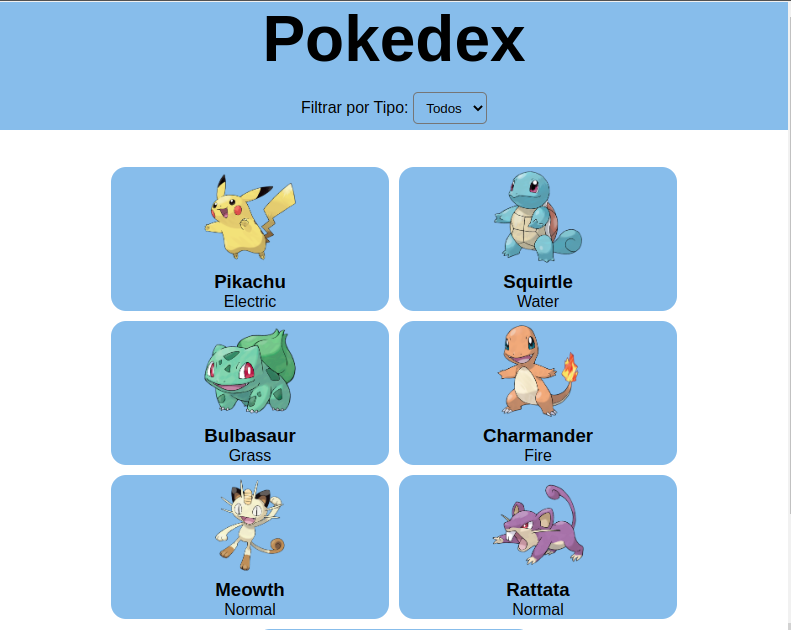 Pokedex
Filtrar por Tipo: Todos
Pikachu
Electric
Squirtle
Water
Bulbasaur
Grass
Charmander
Fire
Meowth
Normal
Rattata
Normal